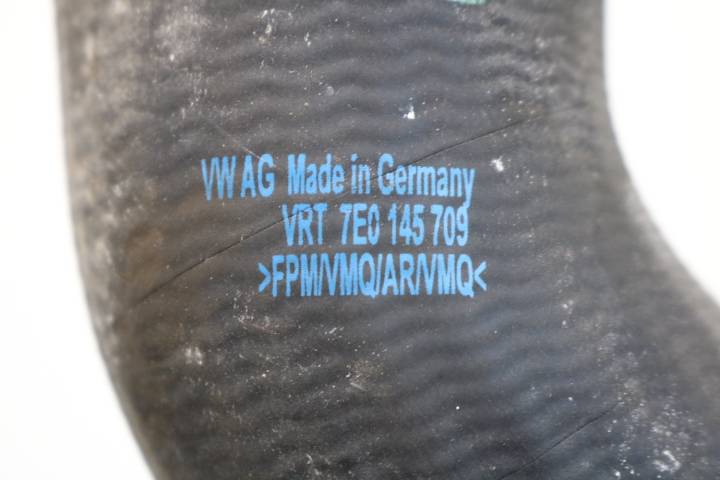 VW AG Made in Germany
VRT 7E0 145 709
>FPM/VMQ/AR/VMQ<